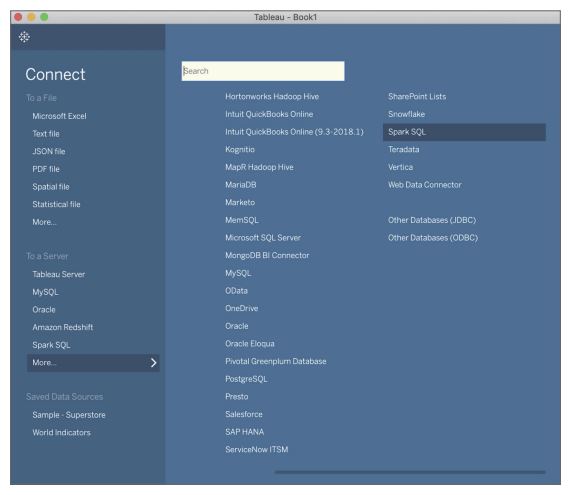 Tableau - Book1
Connect
To a File
Microsoft Excel
Text file
JSON file
PDF file
Spatial file
Statistical file
More...
To a Server
Tableau Server
MySQL
Oracle
Amazon Redshift
Spark SQL
More...
Saved Data Sources
Sample - Superstore
World Indicators
Search
Hortonworks Hadoop Hive
Intuit QuickBooks Online
Intuit QuickBooks Online (9.3-2018.1)
Kognitio
MapR Hadoop Hive
MariaDB
Marketo
MemSQL
Microsoft SQL Server
MongoDB BI Connector
MySQL
OData
OneDrive
Oracle
Oracle Eloqua
Pivotal Greenplum Database
PostgreSQL
Presto
Salesforce
SAP HANA
ServiceNow ITSM
SharePoint Lists
Snowflake
Spark SQL
Teradata
Vertica
Web Data Connector
Other Databases (JDBC)
Other Databases (ODBC)